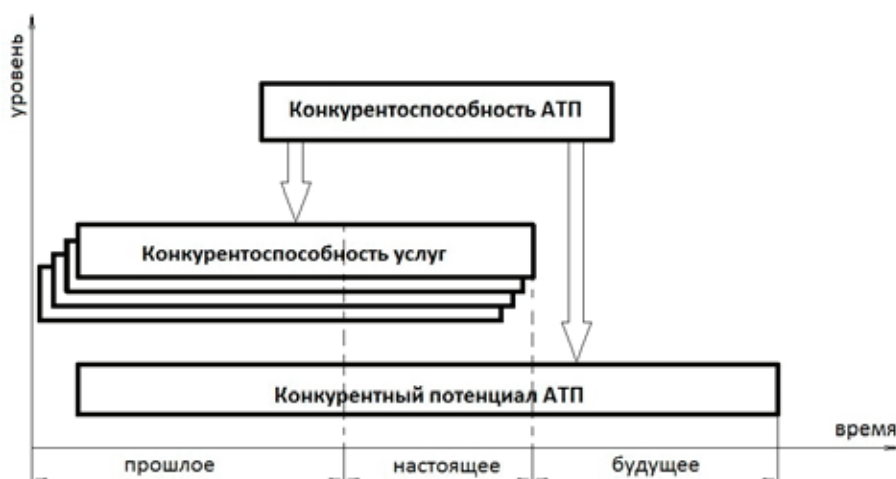 уровень
Конкурентоспособность АТП
Конкурентоспособность услуг
Конкурентный потенциал АТП
время
прошлое
настоящее
будущее